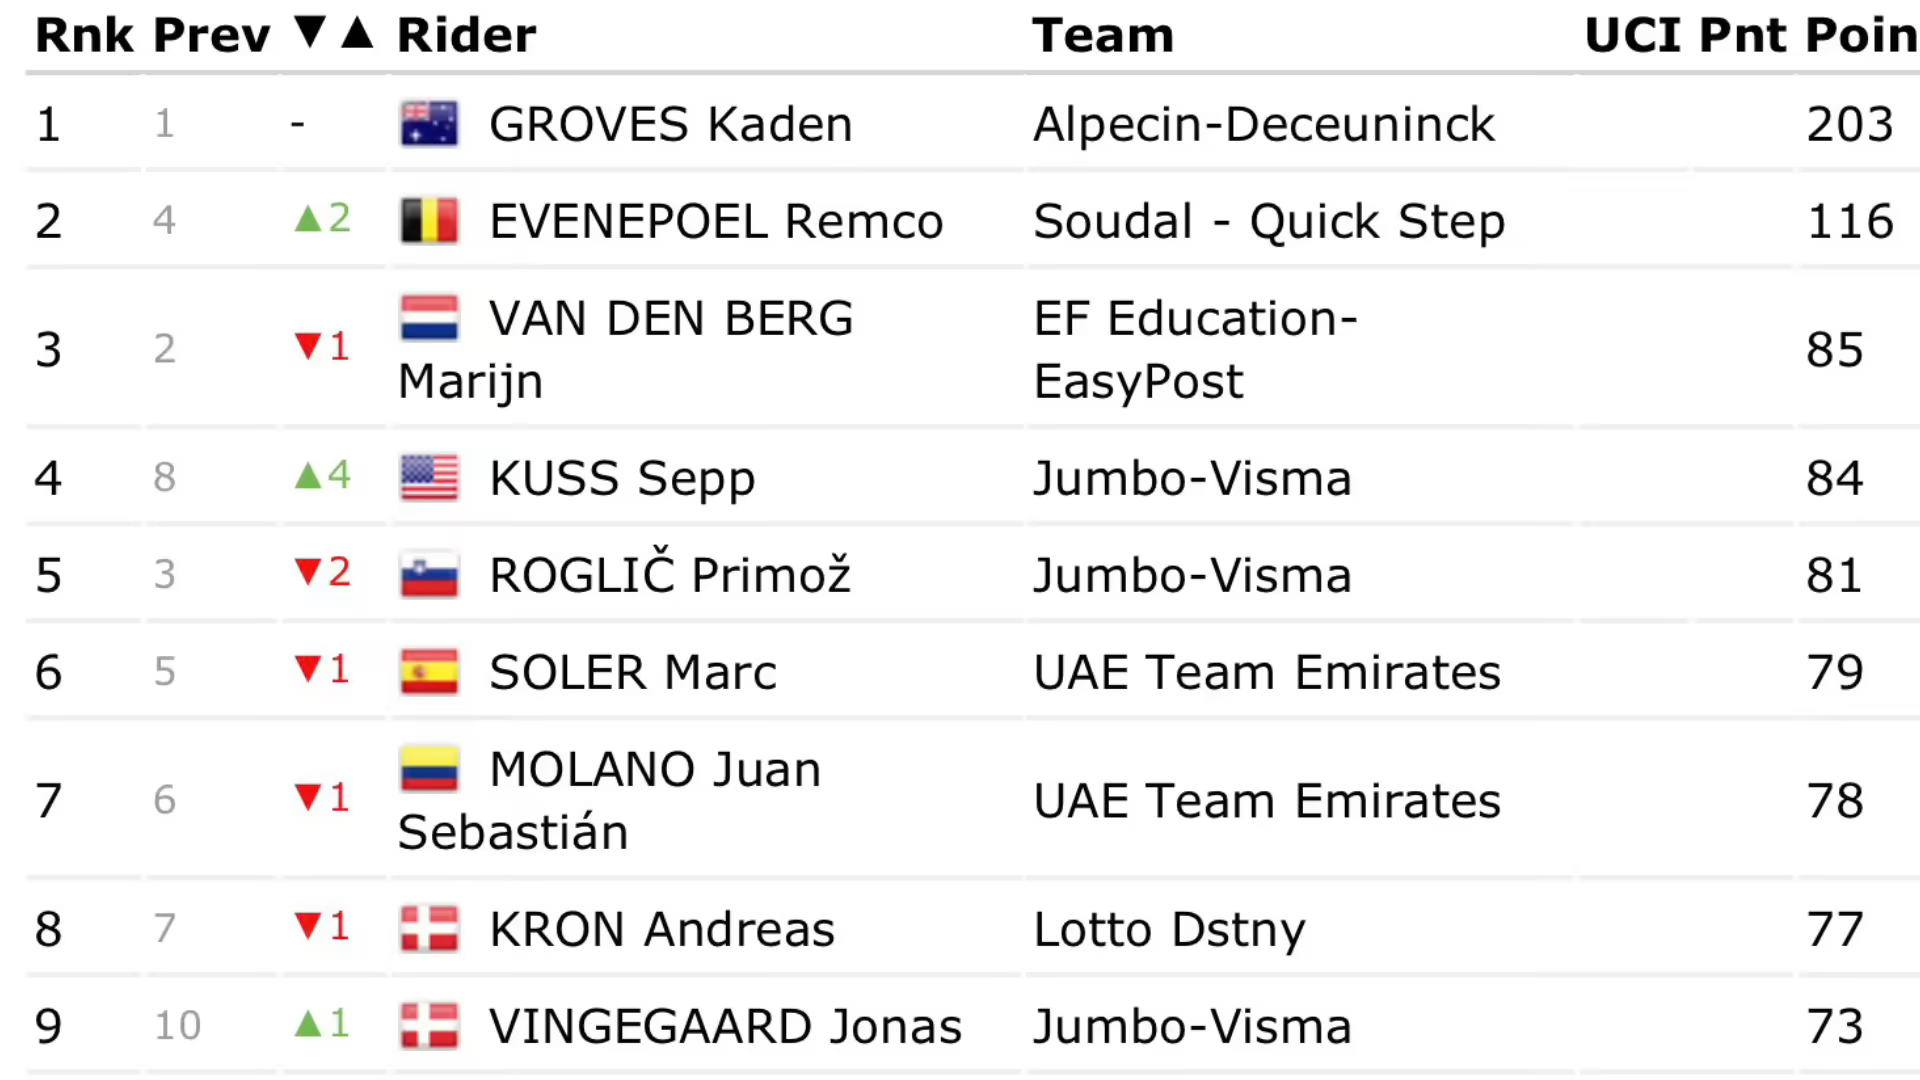 Rnk Prev ▼▲ Rider Team UCI Pnt Poin
1 1 - GROVES Kaden Alpecin-Deceuninck 203
2 4 ▲2 EVENEPOEL Remco Soudal - Quick Step 116
3 2 ▼1 VAN DEN BERG Marijn EF Education-EasyPost 85
4 8 ▲4 KUSS Sepp Jumbo-Visma 84
5 3 ▼2 ROGLIČ Primož Jumbo-Visma 81
6 5 ▼1 SOLER Marc UAE Team Emirates 79
7 6 ▼1 MOLANO Juan Sebastián UAE Team Emirates 78
8 7 ▼1 KRON Andreas Lotto Dstny 77
9 10 ▲1 VINGEGAARD Jonas Jumbo-Visma 73